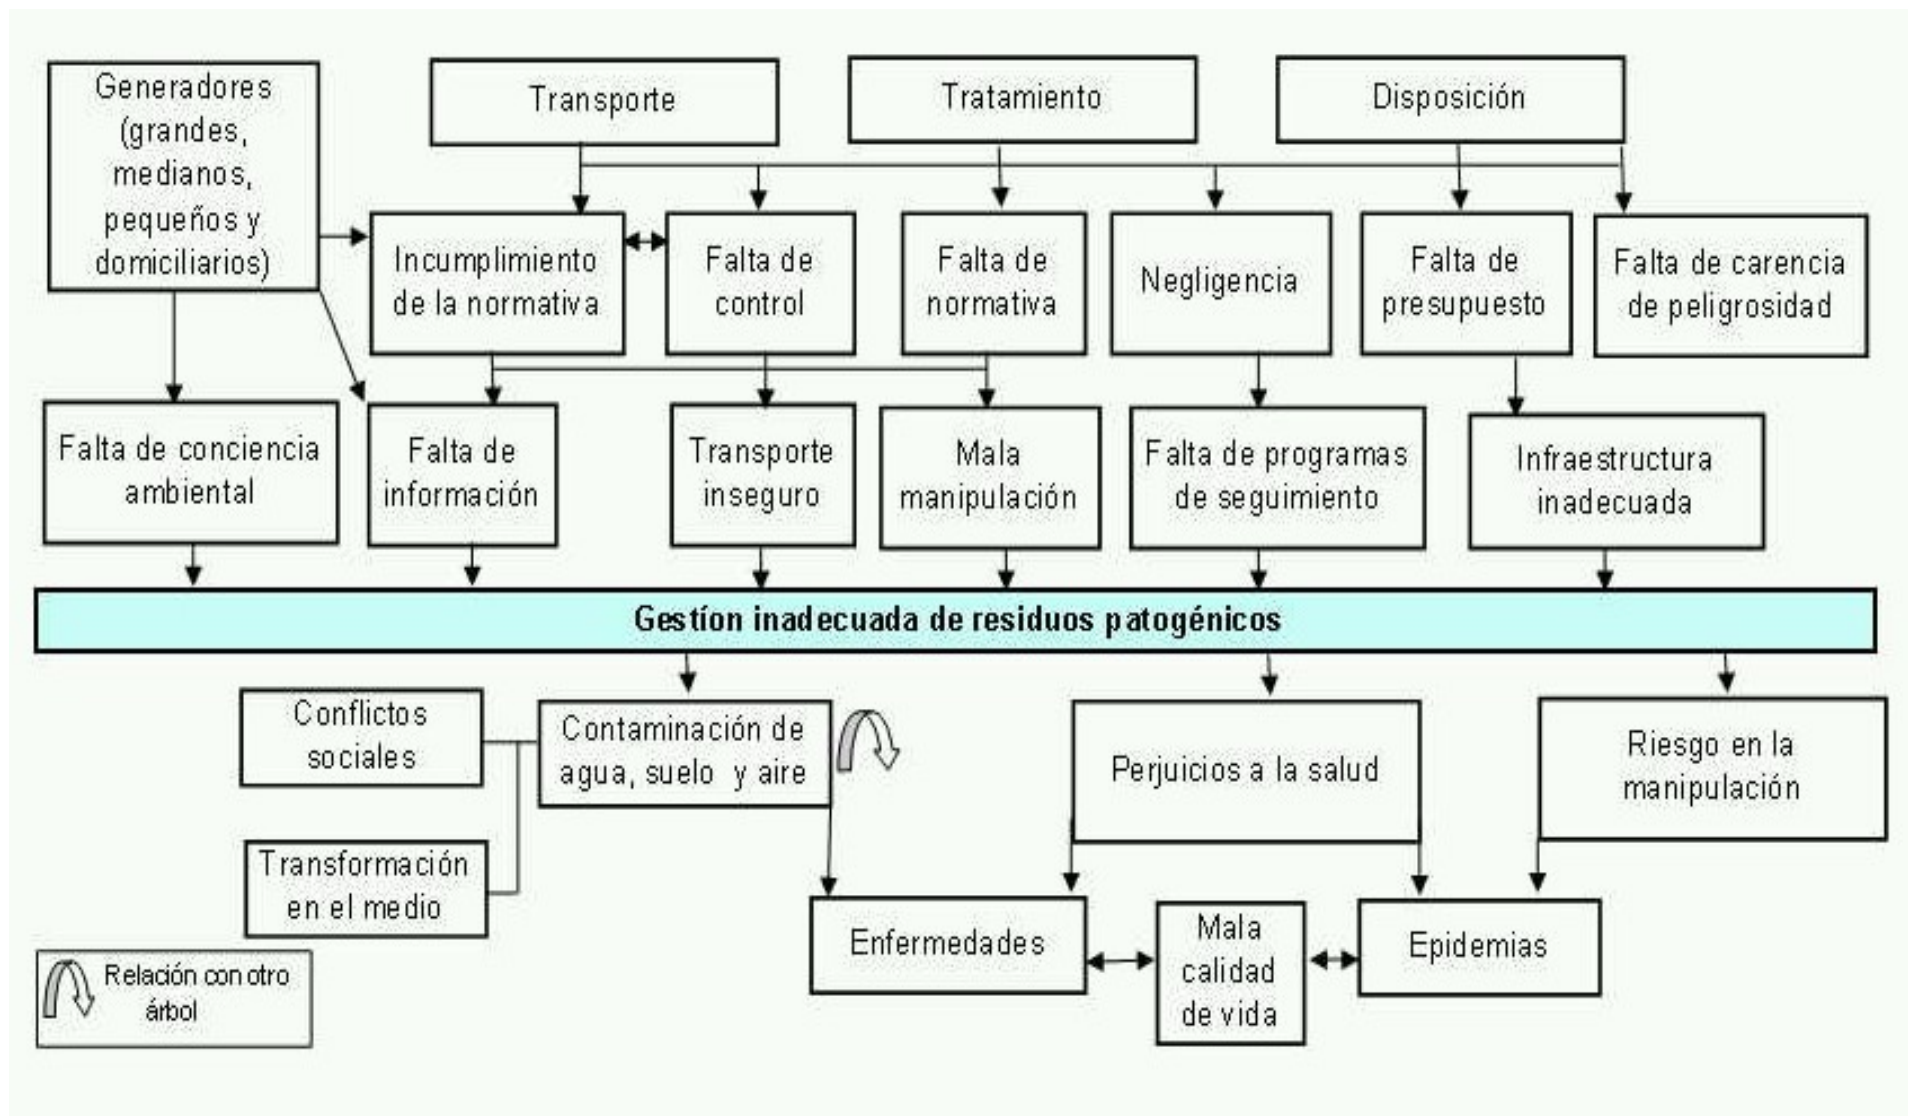 Generadores
(grandes,
medianos,
pequeños y
domiciliarios)
Transporte
Tratamiento
Disposición
Incumplimiento
de la normativa
Falta de
control
Falta de
normativa
Negligencia
Falta de
presupuesto
Falta de carencia
de peligrosidad
Falta de conciencia
ambiental
Falta de
información
Transporte
inseguro
Mala
manipulación
Falta de programas
de seguimiento
Infraestructura
inadecuada
Gestíon inadecuada de residuos patogénicos
Conflictos
sociales
Contaminación de
agua, suelo y aire
Perjuicios a la salud
Riesgo en la
manipulación
Transformación
en el medio
Enfermedades
Mala
calidad
de vida
Epidemias
Relación con otro
árbol